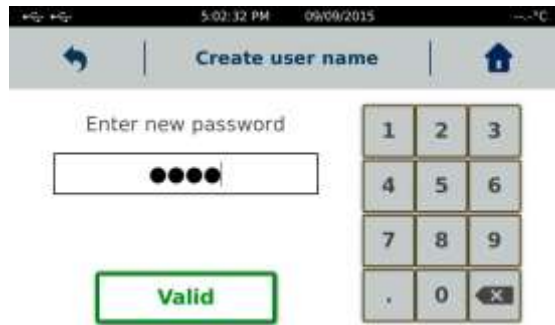 5:02:32 PM 09/09/2015 --.-°C
Create user name
Enter new password
●●●●
Valid
1 2 3
4 5 6
7 8 9
. 0